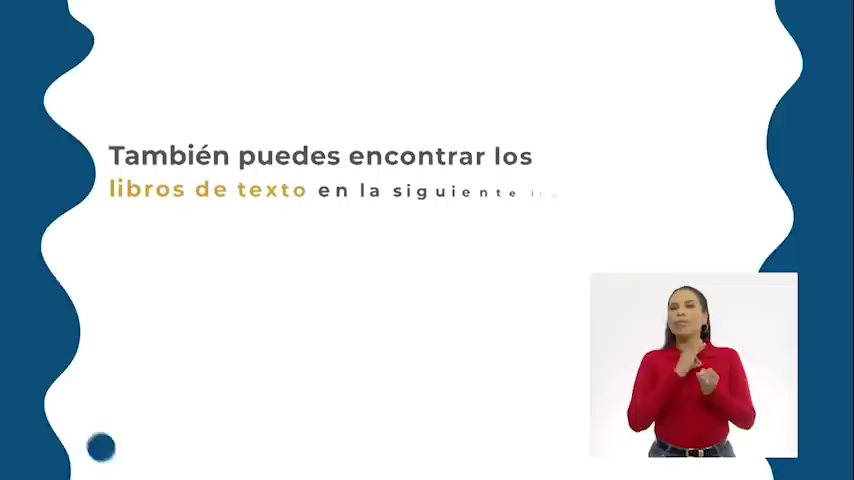 También puedes encontrar los
libros de texto en la siguiente